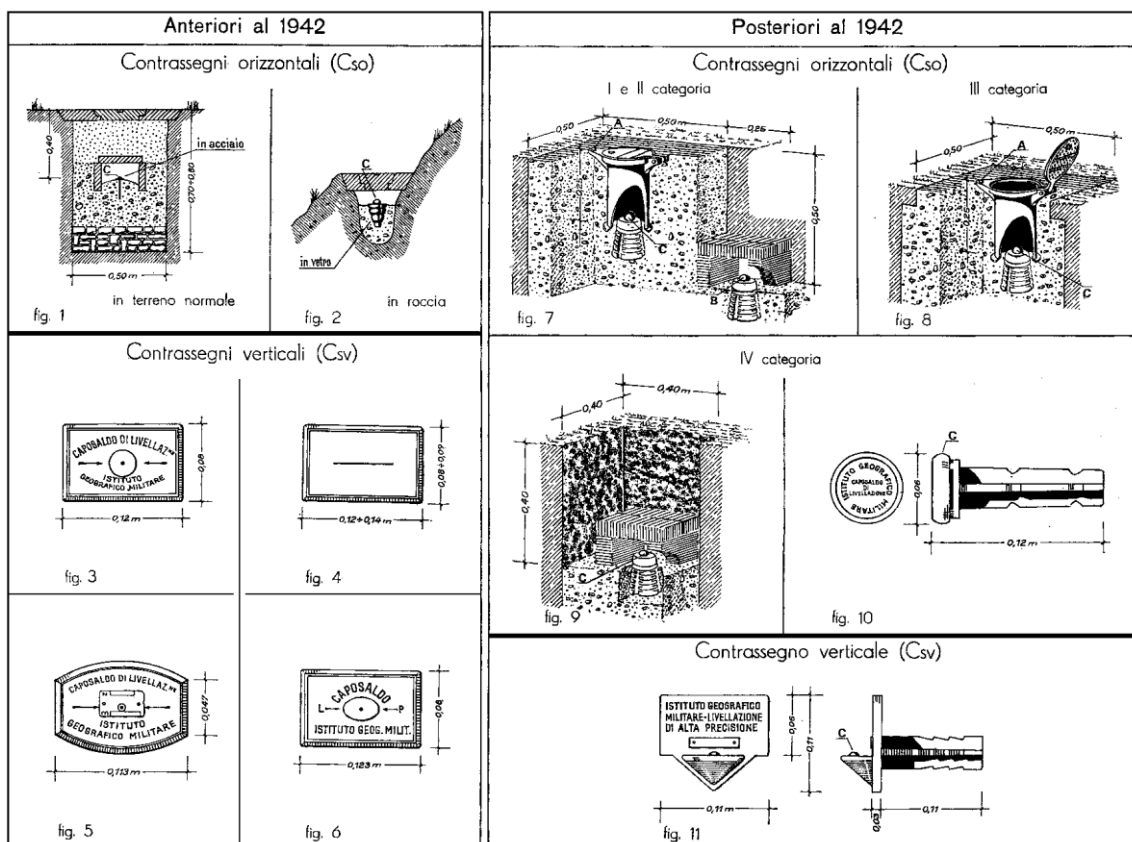 Anteriori al 1942
Contrassegni orizzontali (Cso)
0,40
in acciaio
C
0,70÷0,80
0,50 m
in terreno normale
fig. 1
C
in vetro
in roccia
fig. 2
Contrassegni verticali (Csv)
CAPOSALDO DI LIVELLAZ.NE
ISTITUTO
GEOGRAFICO MILITARE
0,08
0,12 m
fig. 3
0,08÷0,09
0,12÷0,14 m
fig. 4
CAPOSALDO DI LIVELLAZ.NE
ISTITUTO
GEOGRAFICO MILITARE
0,047
0,113 m
fig. 5
CAPOSALDO
L P
ISTITUTO GEOG. MILIT.
0,08
0,123 m
fig. 6
Posteriori al 1942
Contrassegni orizzontali (Cso)
I e II categoria
0,50
A
0,50 m
0,25
0,50
C
B
fig. 7
III categoria
0,50
0,50 m
A
C
fig. 8
IV categoria
0,40
0,40 m
0,40
C
fig. 9
ISTITUTO GEOGRAFICO MILITARE
CAPOSALDO
DI
LIVELLAZIONE
0,06
C
0,12 m
fig. 10
Contrassegno verticale (Csv)
ISTITUTO GEOGRAFICO
MILITARE-LIVELLAZIONE
DI ALTA PRECISIONE
0,11
0,11 m
C
0,03
0,11
fig. 11